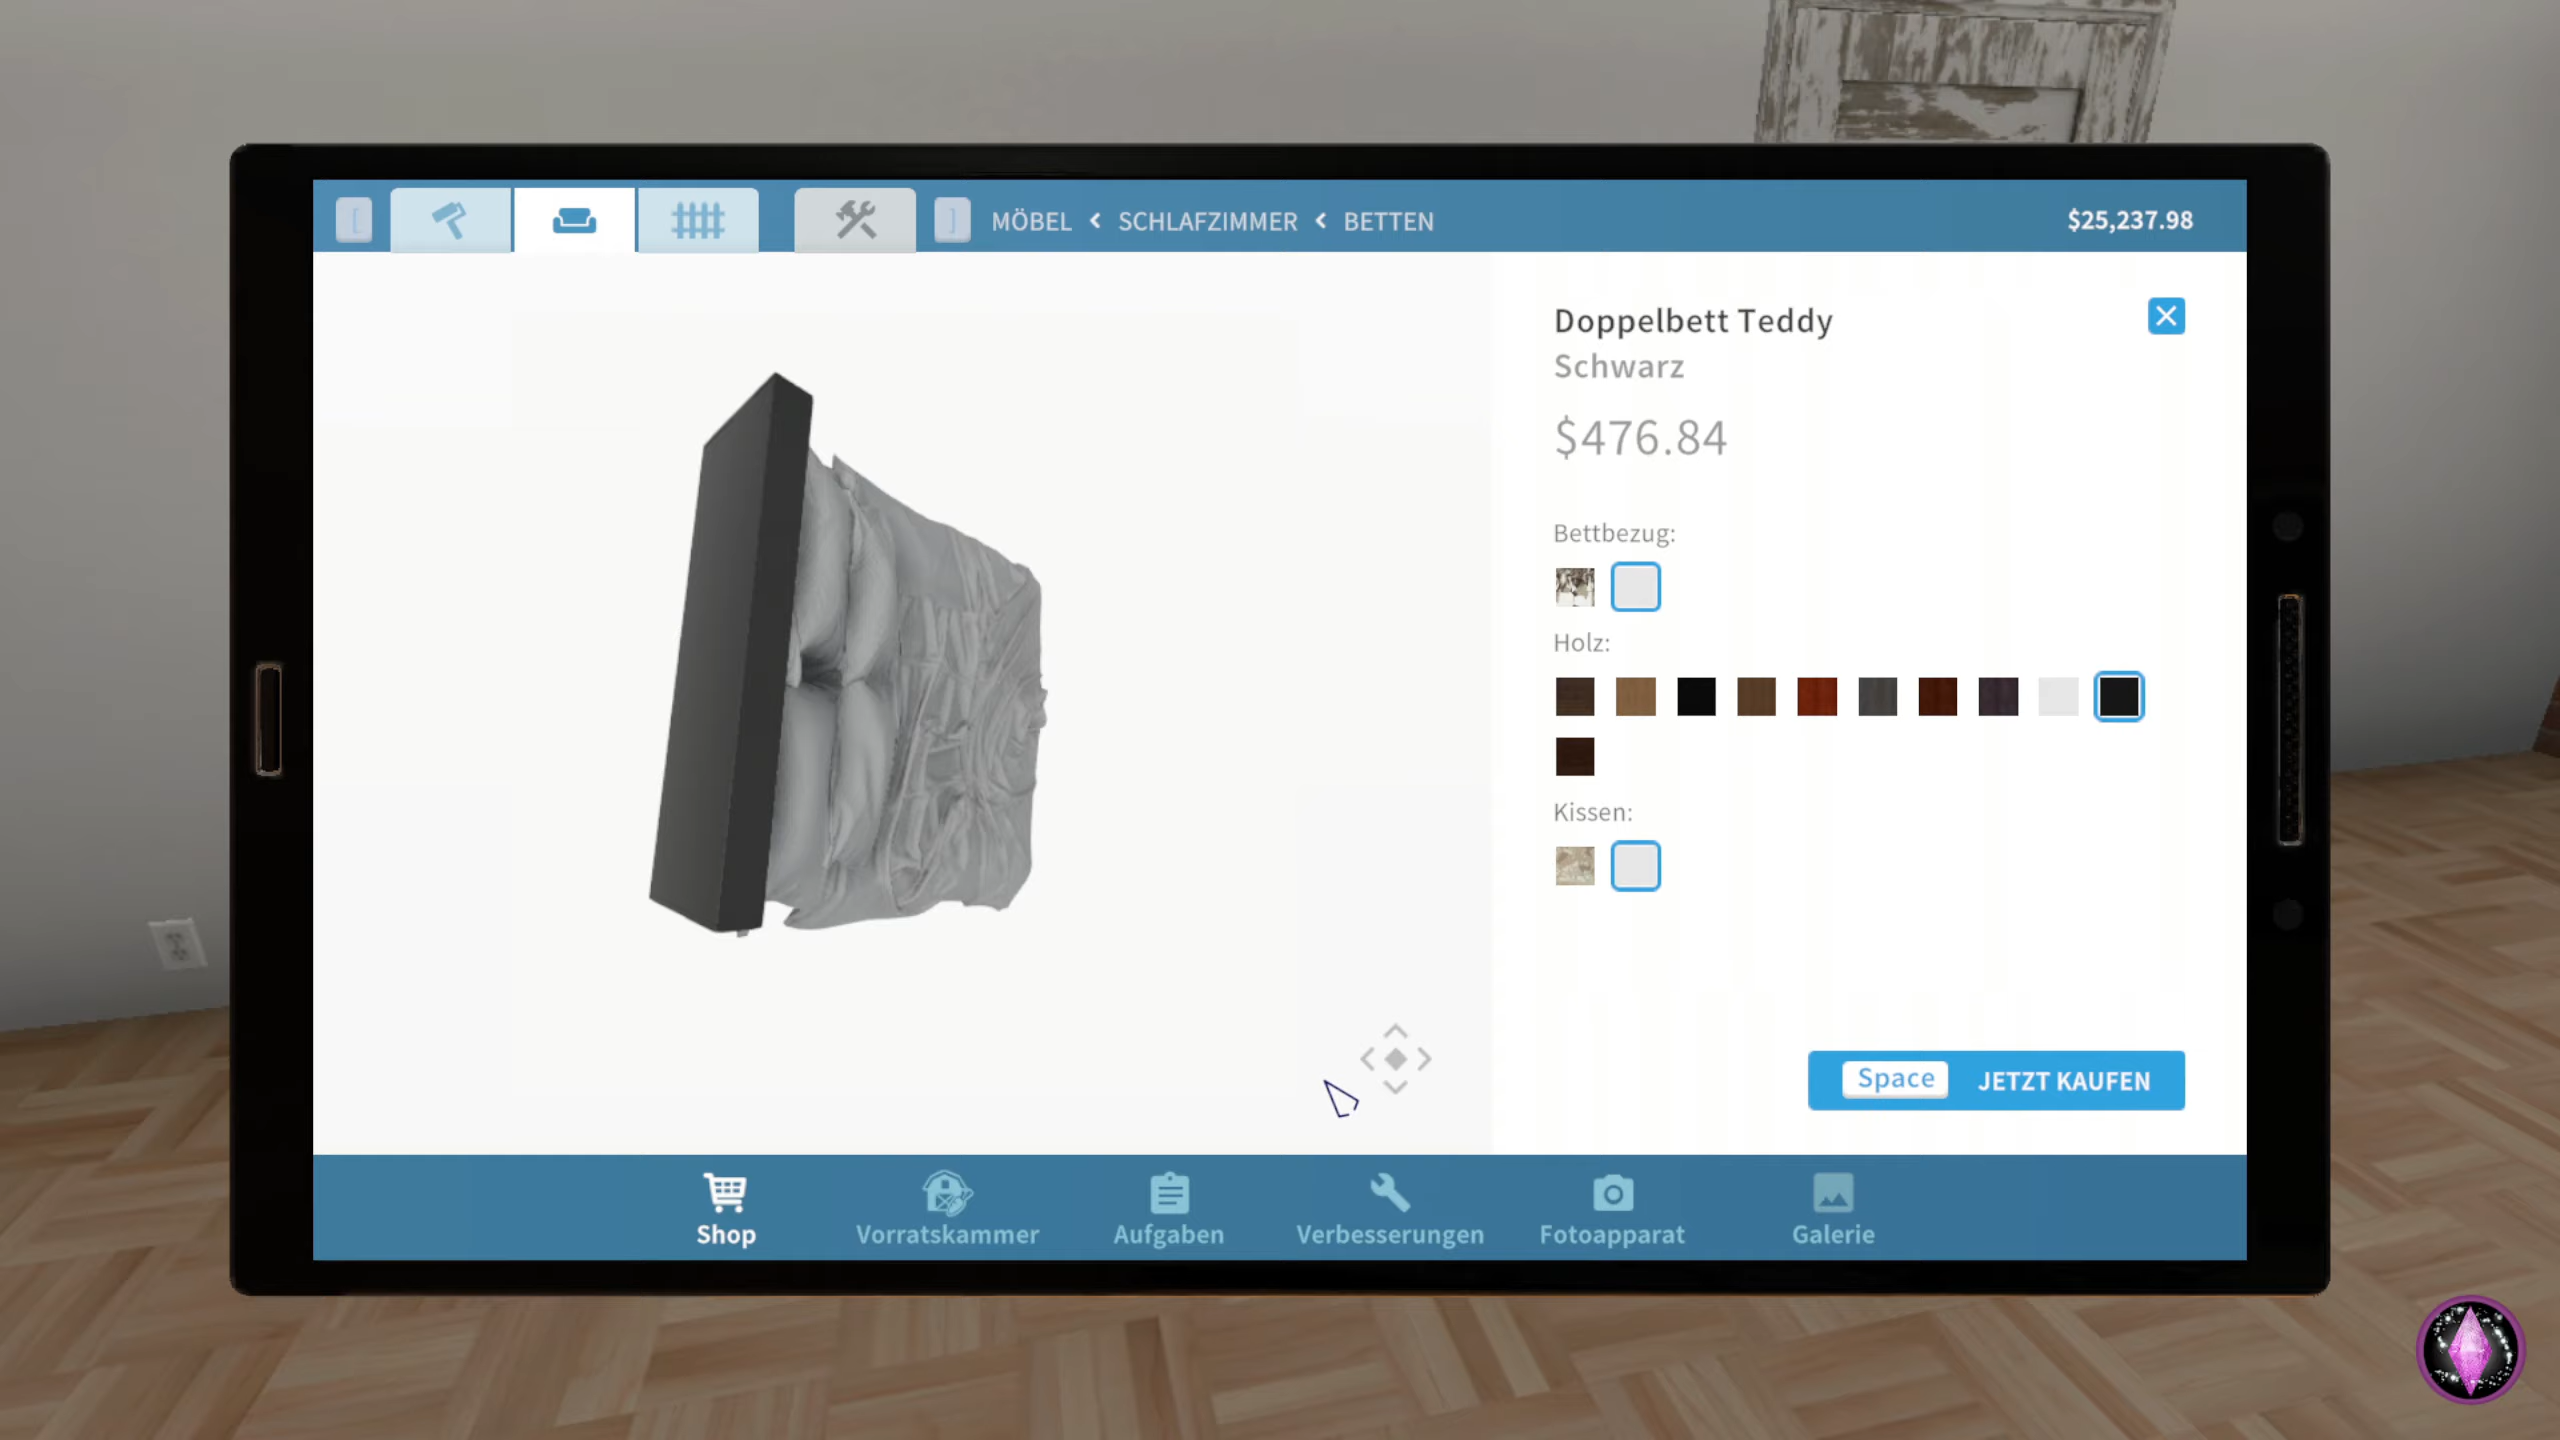 [
]
MÖBEL < SCHLAFZIMMER < BETTEN
$25,237.98
Doppelbett Teddy
Schwarz
$476.84
Bettbezug:
Holz:
Kissen:
Space JETZT KAUFEN
Shop
Vorratskammer
Aufgaben
Verbesserungen
Fotoapparat
Galerie